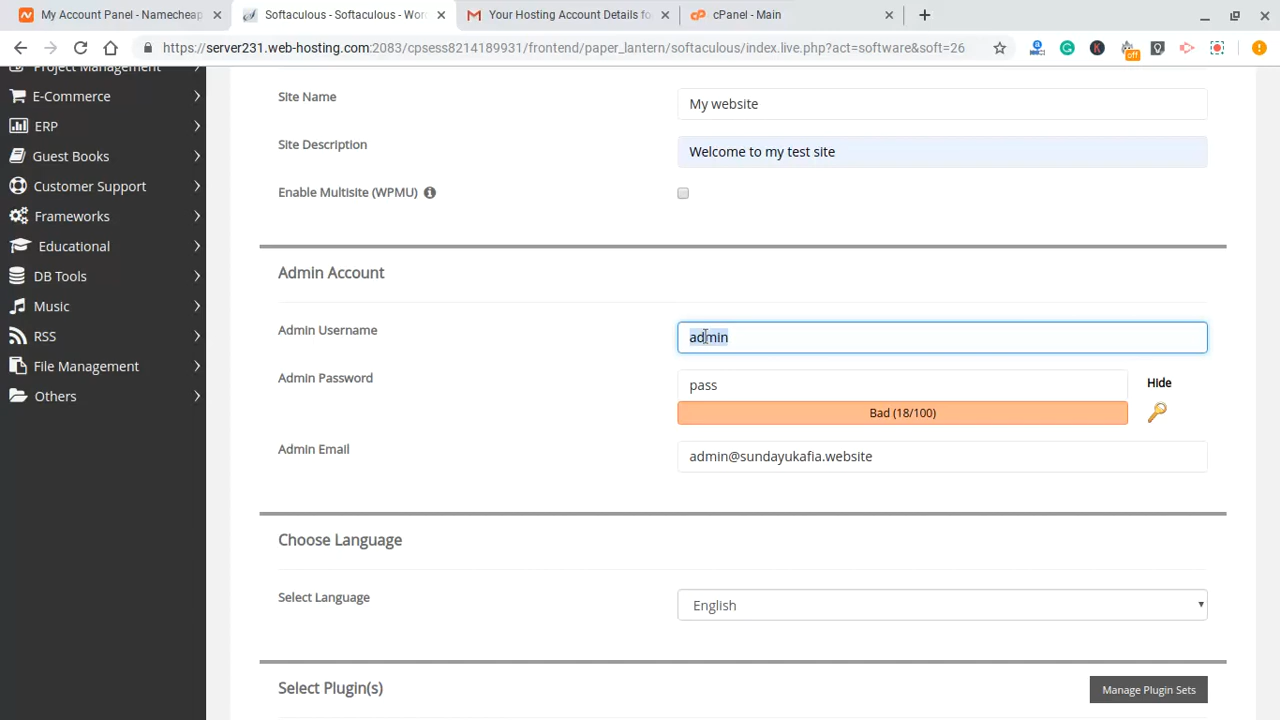 My Account Panel - Namecheap
Softaculous - Softaculous - Wor
Your Hosting Account Details fo
cPanel - Main
https://server231.web-hosting.com:2083/cpsess8214189931/frontend/paper_lantern/softaculous/index.live.php?act=software&soft=26
off
Project Management
E-Commerce
ERP
Guest Books
Customer Support
Frameworks
Educational
DB Tools
Music
RSS
File Management
Others
Site Name
My website
Site Description
Welcome to my test site
Enable Multisite (WPMU)
Admin Account
Admin Username
admin
Admin Password
pass
Hide
Bad (18/100)
Admin Email
admin@sundayukafia.website
Choose Language
Select Language
English
Select Plugin(s)
Manage Plugin Sets